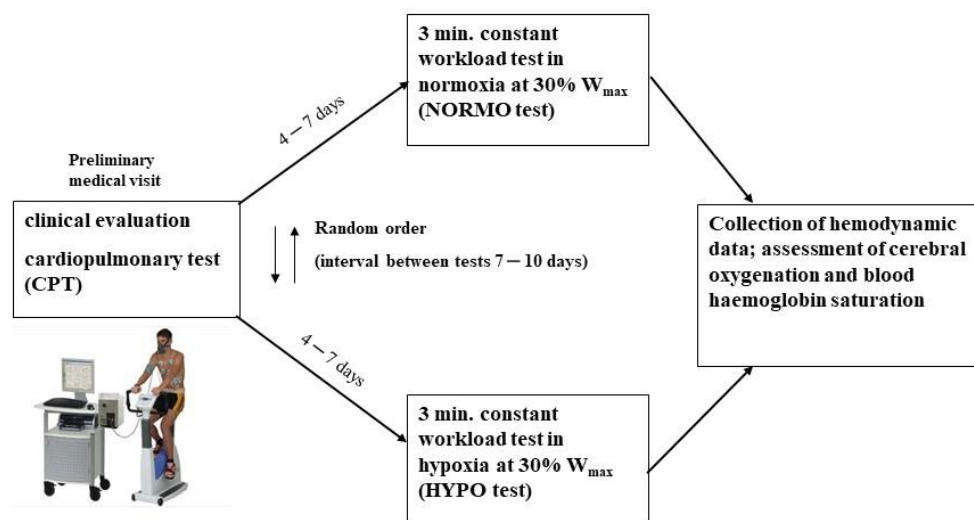 3 min. constant
workload test in
normoxia at 30% Wmax
(NORMO test)
4 – 7 days
Preliminary
medical visit
clinical evaluation
cardiopulmonary test
(CPT)
Random order
(interval between tests 7 – 10 days)
Collection of hemodynamic
data; assessment of cerebral
oxygenation and blood
haemoglobin saturation
4 – 7 days
3 min. constant
workload test in
hypoxia at 30% Wmax
(HYPO test)